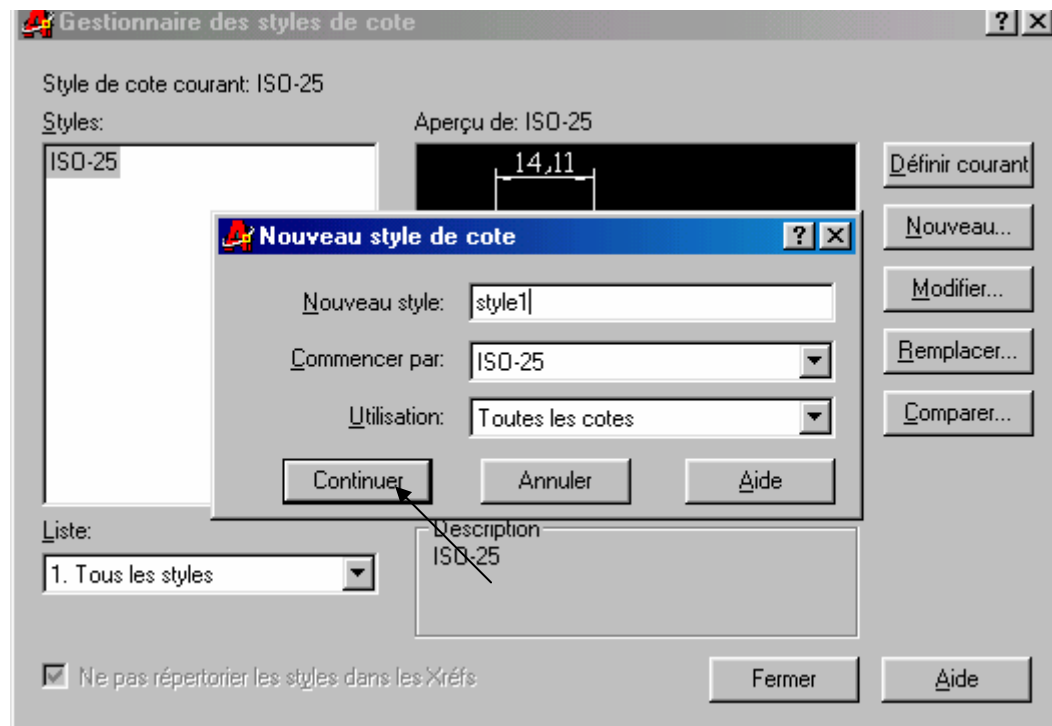 Gestionnaire des styles de cote
Style de cote courant: ISO-25
Styles:
Aperçu de: ISO-25
ISO-25
14,11
Définir courant
Nouveau...
Modifier...
Remplacer...
Comparer...
Nouveau style de cote
Nouveau style: style1
Commencer par: ISO-25
Utilisation: Toutes les cotes
Continuer Annuler Aide
Liste:
1. Tous les styles
Description
ISO-25
Ne pas répertorier les styles dans les Xréfs
Fermer Aide